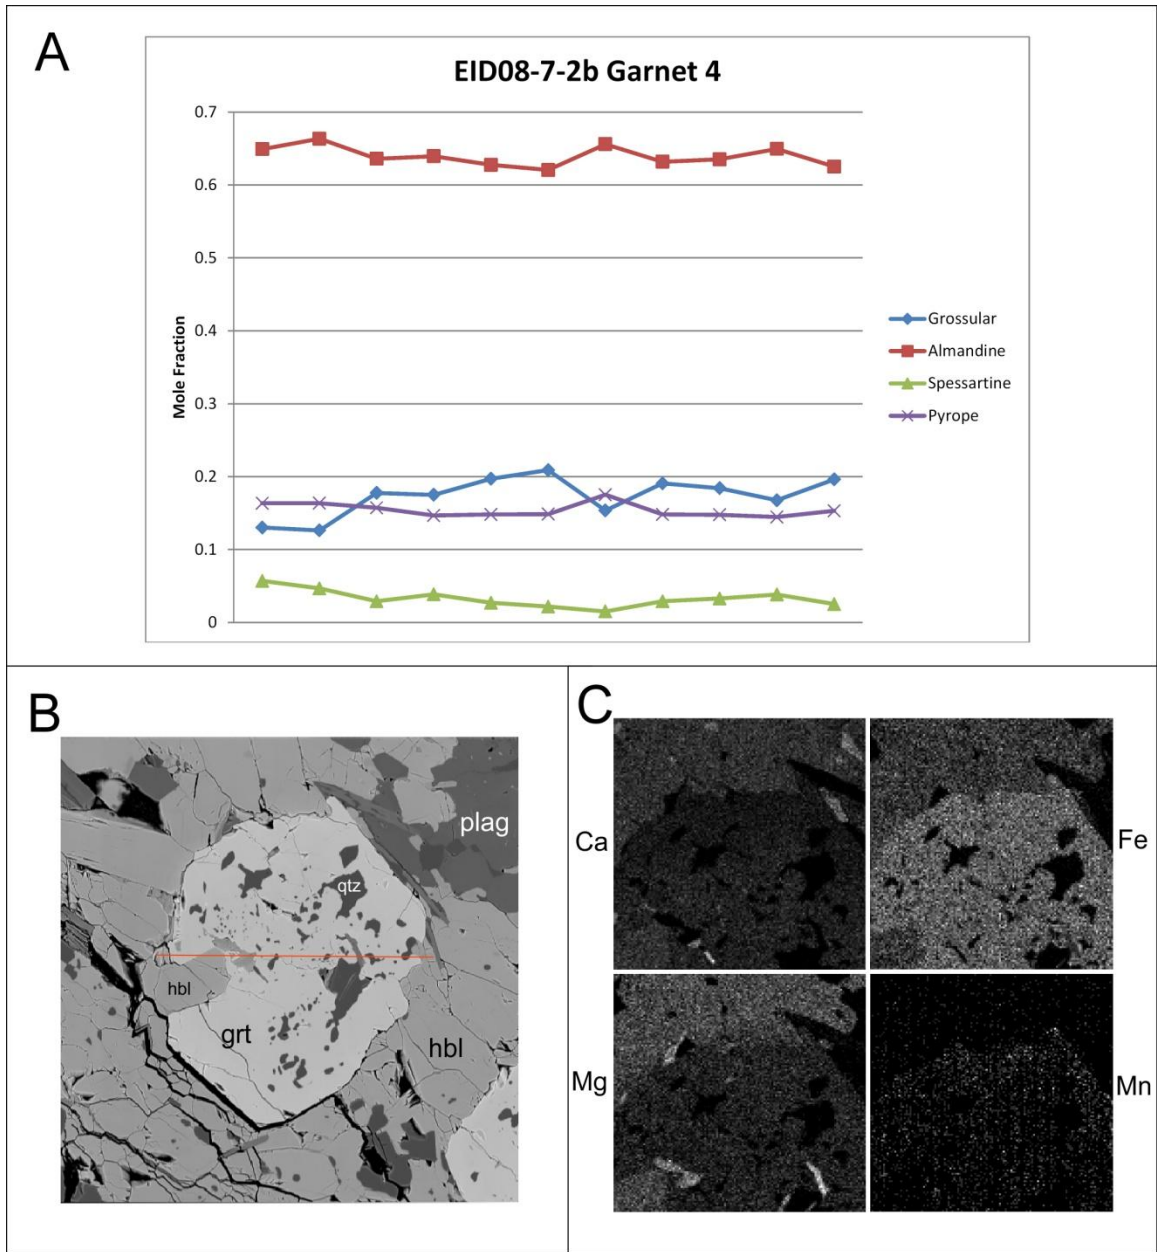 A
EID08-7-2b Garnet 4
0.7
0.6
0.5
0.4
0.3
0.2
0.1
0
Mole Fraction
Grossular
Almandine
Spessartine
Pyrope
B
plag
qtz
hbl
grt
hbl
C
Ca
Fe
Mg
Mn